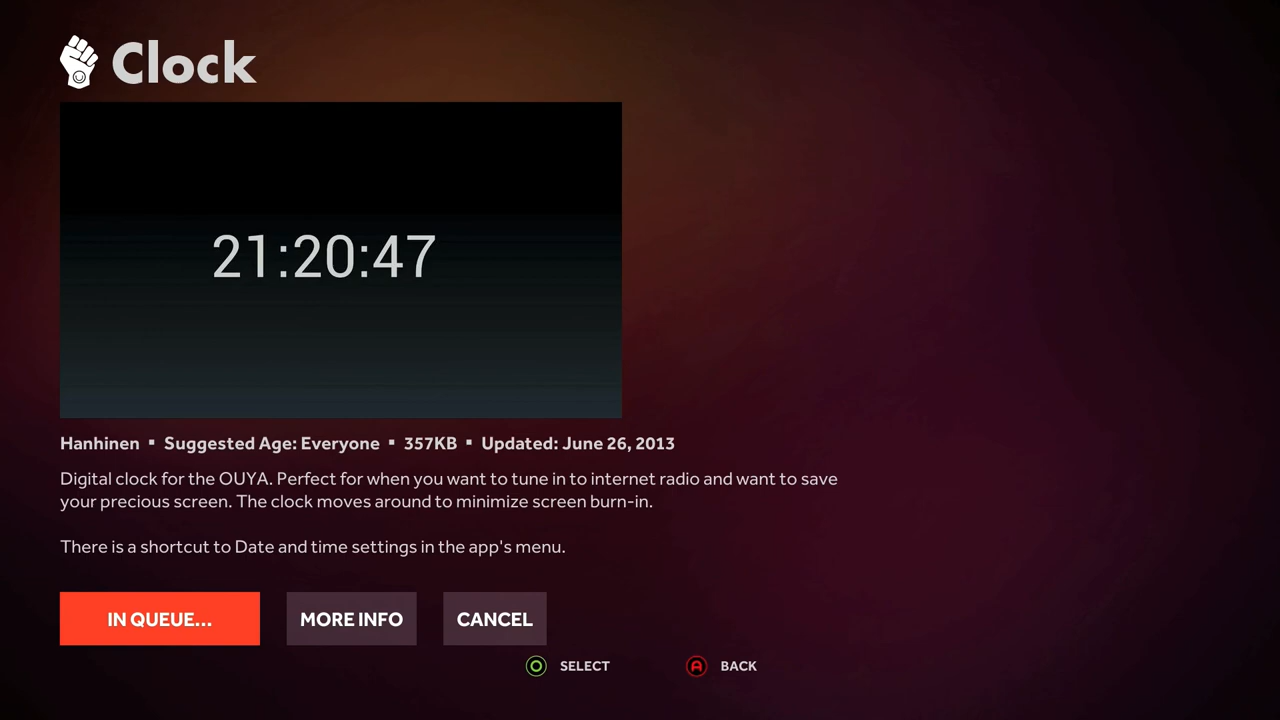 Clock
21:20:47
Hanhinen ▪ Suggested Age: Everyone ▪ 357KB ▪ Updated: June 26, 2013
Digital clock for the OUYA. Perfect for when you want to tune in to internet radio and want to save
your precious screen. The clock moves around to minimize screen burn-in.
There is a shortcut to Date and time settings in the app's menu.
IN QUEUE... MORE INFO CANCEL
O SELECT A BACK